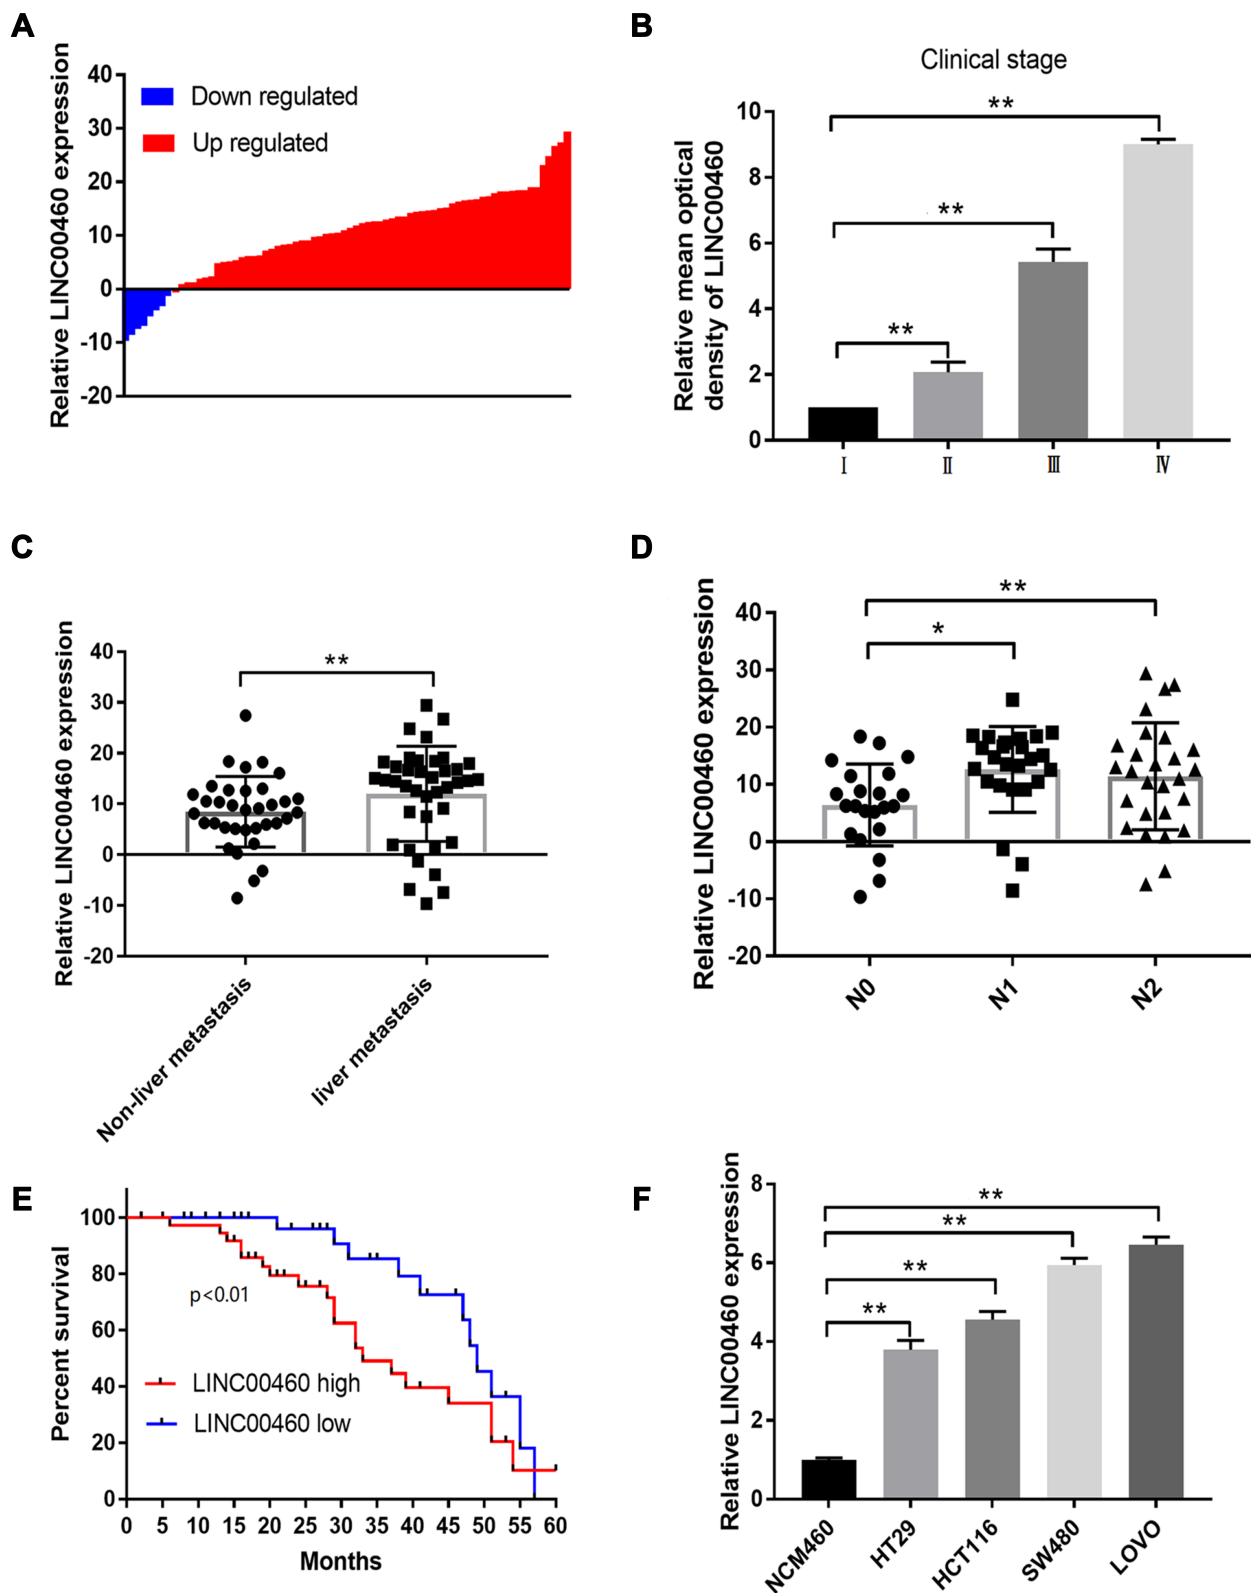 A
Relative LINC00460 expression
40
30
20
10
0
-10
-20
Down regulated
Up regulated
B
Clinical stage
Relative mean optical
density of LINC00460
10
8
6
4
2
0
**
**
**
Ⅰ
Ⅱ
Ⅲ
Ⅳ
C
Relative LINC00460 expression
40
30
20
10
0
-10
-20
**
Non-liver metastasis
liver metastasis
D
Relative LINC00460 expression
40
30
20
10
0
-10
-20
**
*
N0
N1
N2
E
Percent survival
100
80
60
40
20
0
p<0.01
LINC00460 high
LINC00460 low
0 5 10 15 20 25 30 35 40 45 50 55 60
Months
F
Relative LINC00460 expression
8
6
4
2
0
**
**
**
**
NCM460
HT29
HCT116
SW480
LOVO